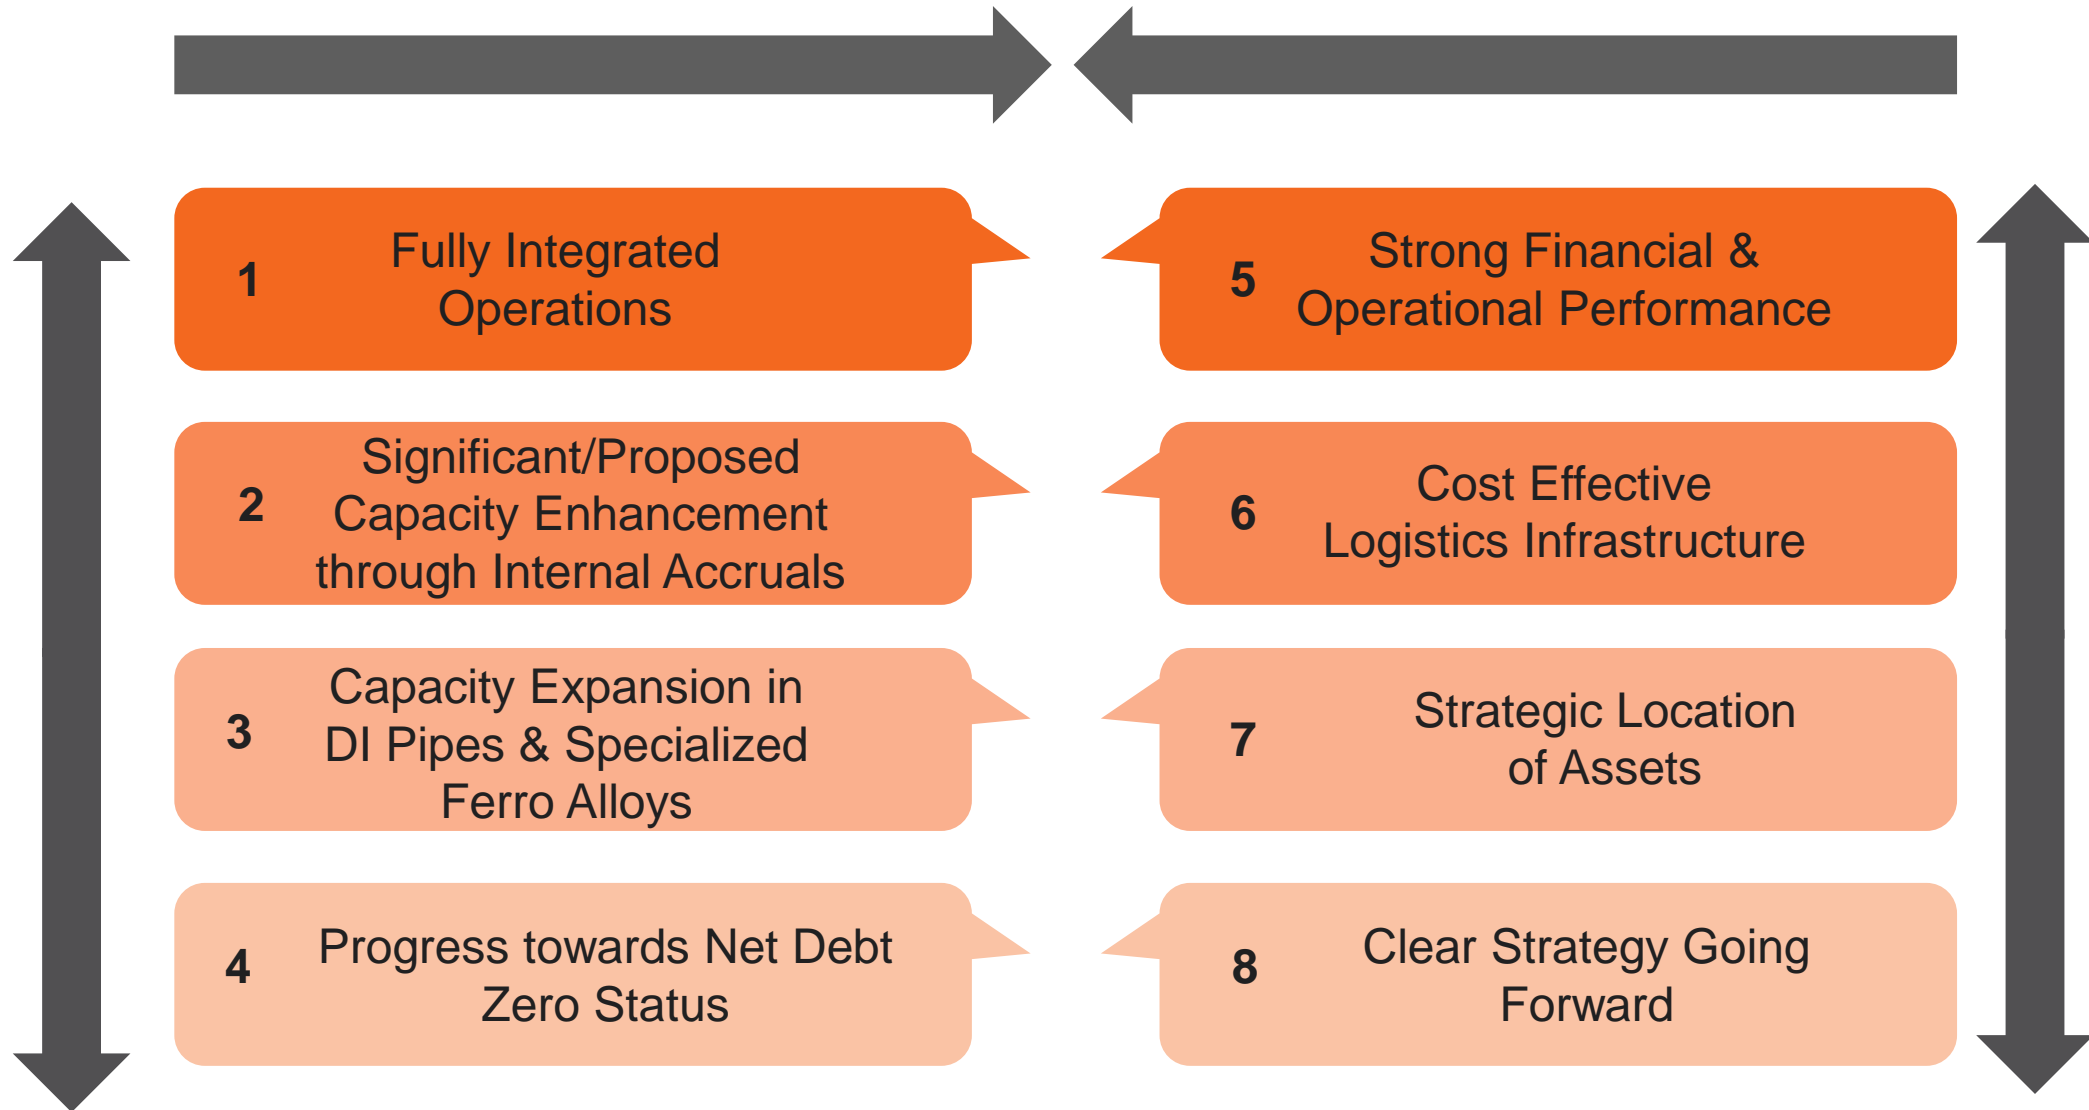 1
Fully Integrated
Operations
2
Significant/Proposed
Capacity Enhancement
through Internal Accruals
3
Capacity Expansion in
DI Pipes & Specialized
Ferro Alloys
4
Progress towards Net Debt
Zero Status
5
Strong Financial &
Operational Performance
6
Cost Effective
Logistics Infrastructure
7
Strategic Location
of Assets
8
Clear Strategy Going
Forward